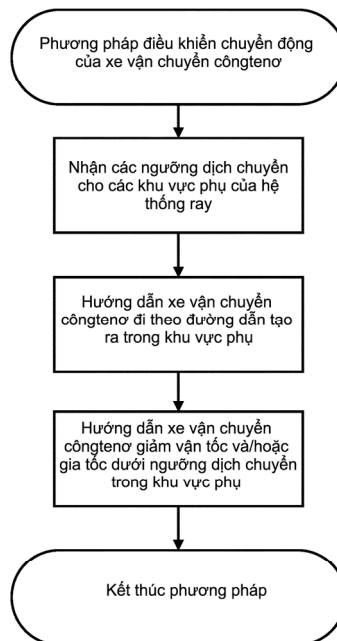 Phương pháp điều khiển chuyển động
của xe vận chuyển côngtenơ
Nhận các ngưỡng dịch chuyển
cho các khu vực phụ của hệ
thống ray
Hướng dẫn xe vận chuyển
côngtenơ đi theo đường dẫn tạo
ra trong khu vực phụ
Hướng dẫn xe vận chuyển
côngtenơ giảm vận tốc và/hoặc
gia tốc dưới ngưỡng dịch chuyển
trong khu vực phụ
Kết thúc phương pháp